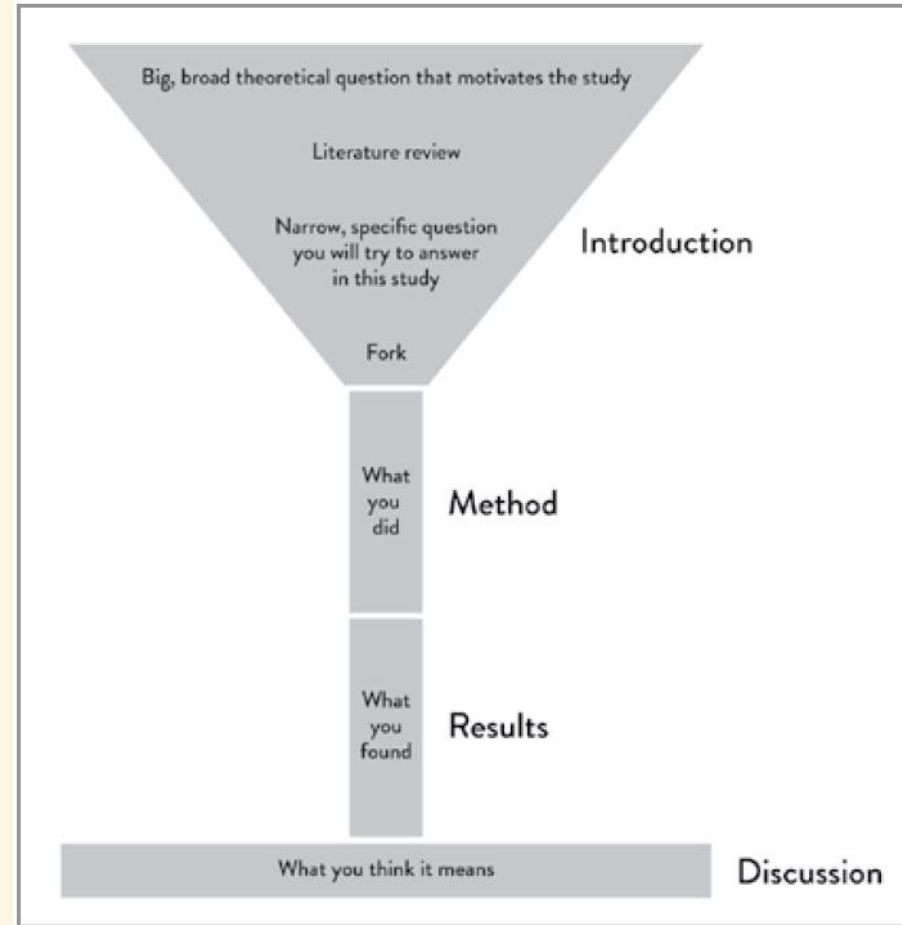 Big, broad theoretical question that motivates the study
Literature review
Narrow, specific question
you will try to answer
in this study
Introduction
Fork
What
you
did
Method
What
you
found
Results
What you think it means
Discussion